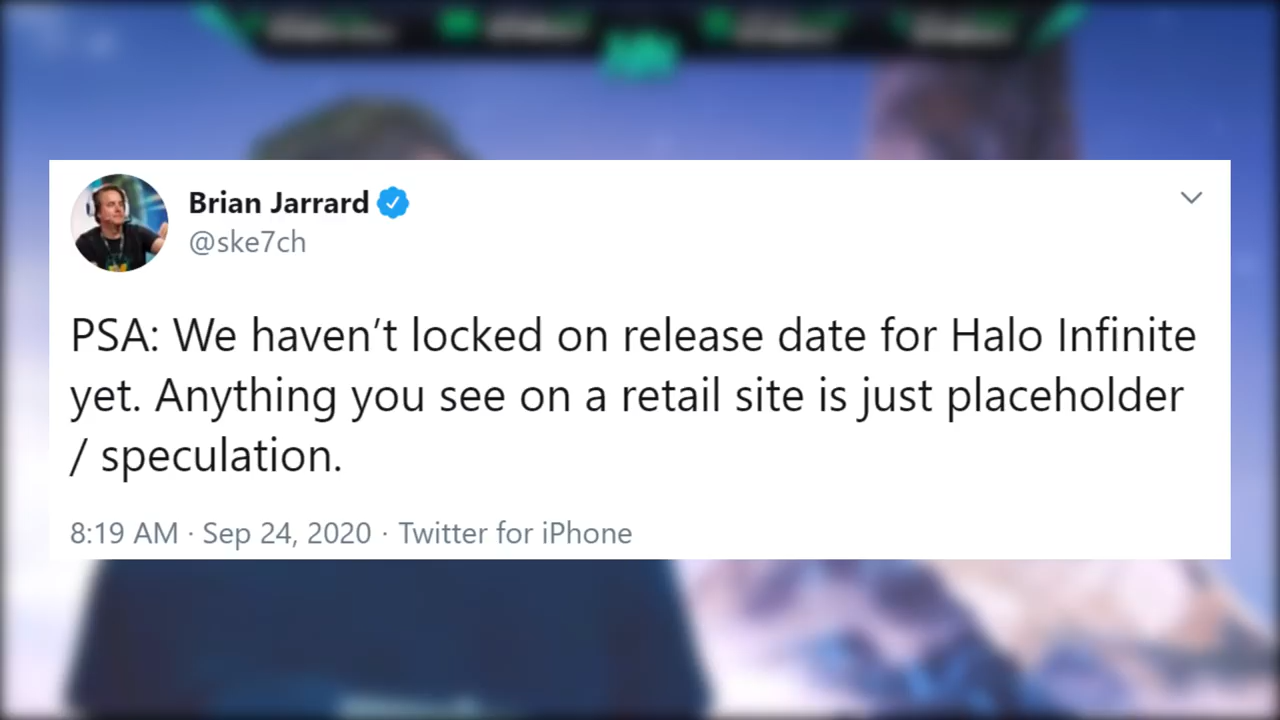 Brian Jarrard
@ske7ch
PSA: We haven’t locked on release date for Halo Infinite
yet. Anything you see on a retail site is just placeholder
/ speculation.
8:19 AM · Sep 24, 2020 · Twitter for iPhone